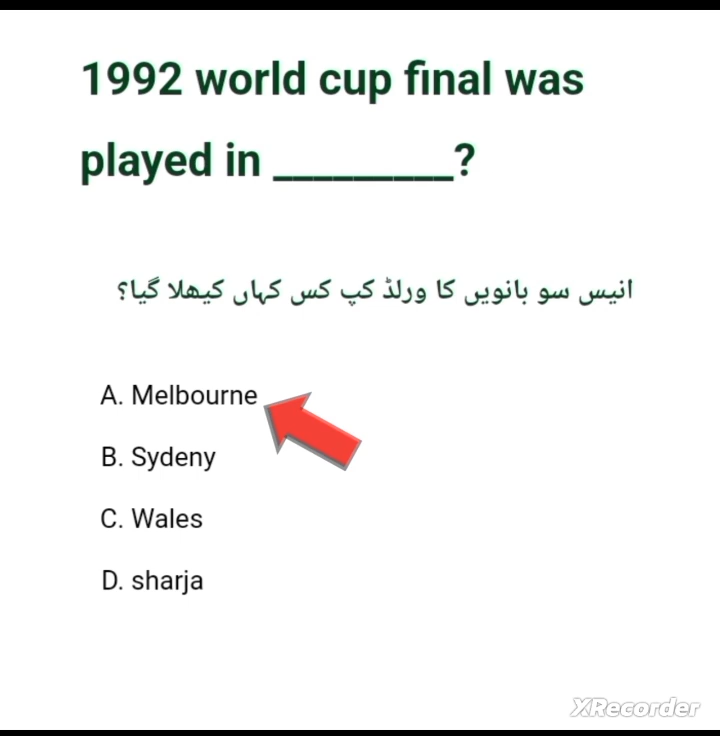 1992 world cup final was
played in _________?
انیس سو بانویں کا ورلڈ کپ کس کہاں کیھلا گیا؟
A. Melbourne
B. Sydeny
C. Wales
D. sharja
XRecorder